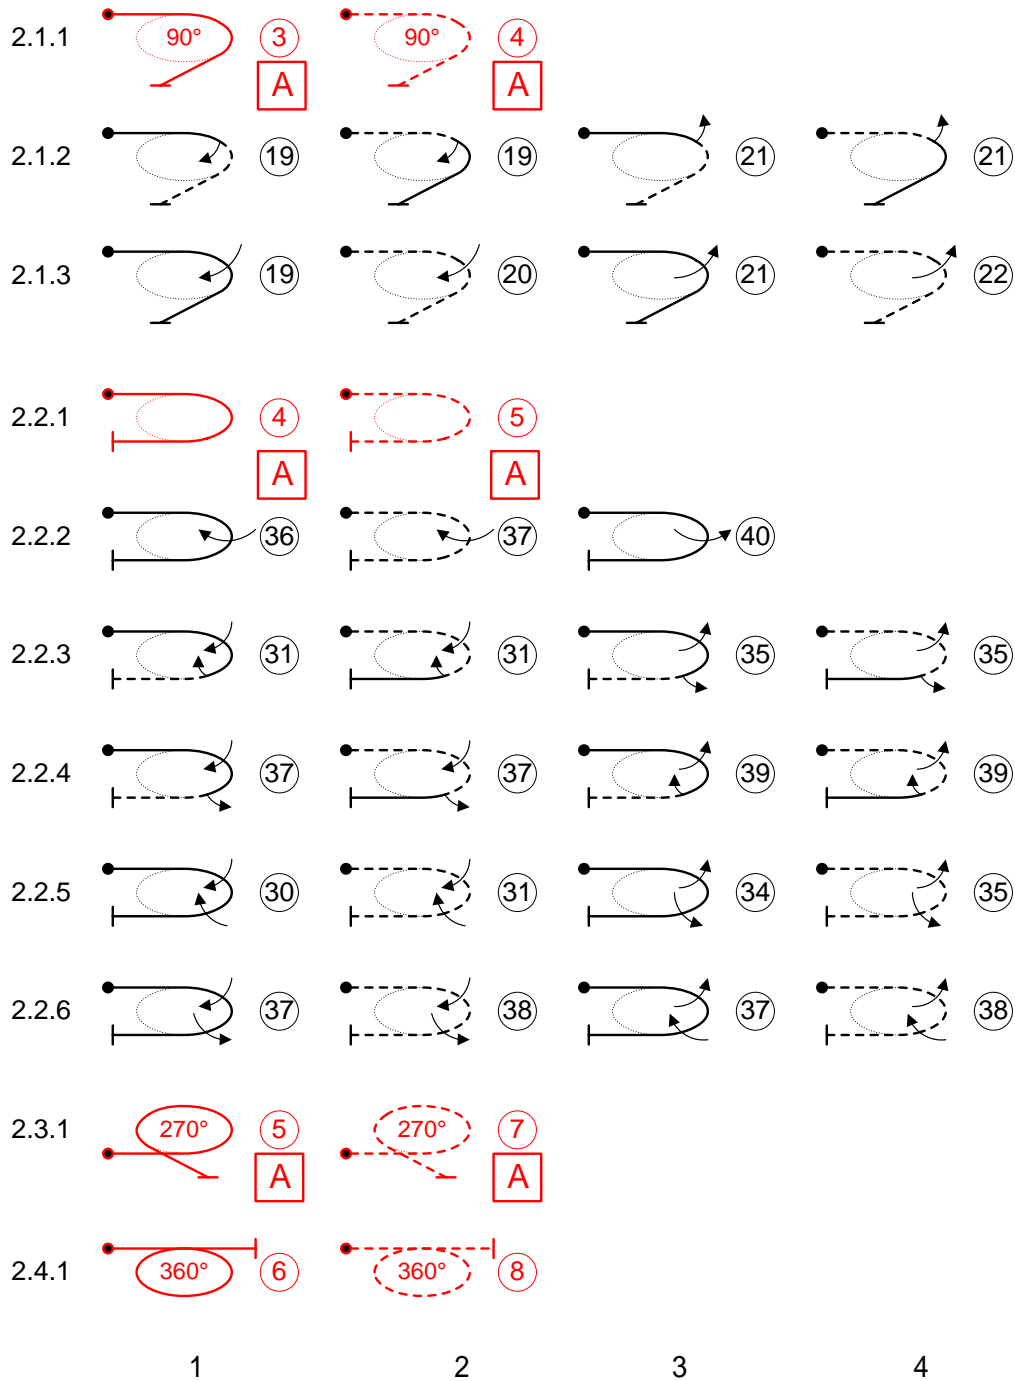 2.1.1 90° 3 90° 4
A
2.1.2 19 19 21 21
2.1.3 19 20 21 22
2.2.1 4 5
A A
2.2.2 36 37 40
2.2.3 31 31 35 35
2.2.4 37 37 39 39
2.2.5 30 31 34 35
2.2.6 37 38 37 38
2.3.1 270° 5 270° 7
A A
2.4.1 360° 6 360° 8
1 2 3 4